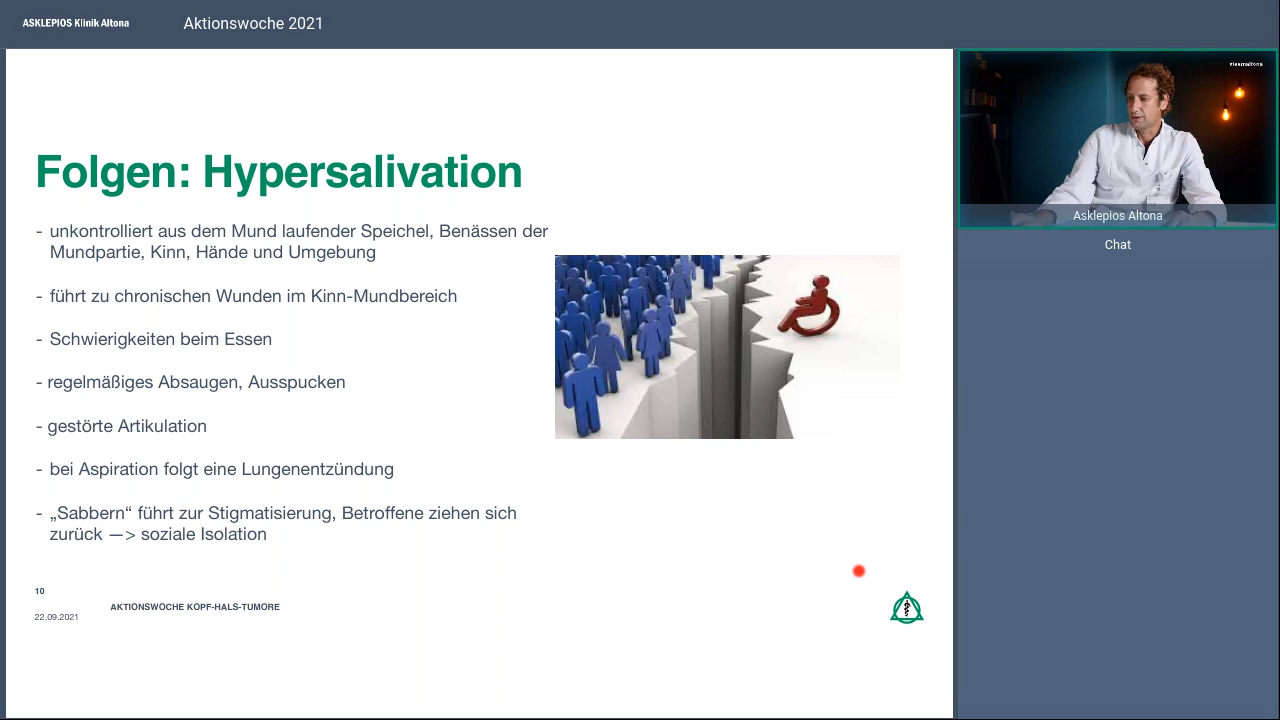 ASKLEPIOS Klinik Altona
Aktionswoche 2021
Folgen: Hypersalivation
- unkontrolliert aus dem Mund laufender Speichel, Benässen der
Mundpartie, Kinn, Hände und Umgebung
- führt zu chronischen Wunden im Kinn-Mundbereich
- Schwierigkeiten beim Essen
- regelmäßiges Absaugen, Ausspucken
- gestörte Artikulation
- bei Aspiration folgt eine Lungenentzündung
- „Sabbern“ führt zur Stigmatisierung, Betroffene ziehen sich
zurück —> soziale Isolation
10
AKTIONSWOCHE KOPF-HALS-TUMORE
22.09.2021
#teamaltona
Asklepios Altona
Chat